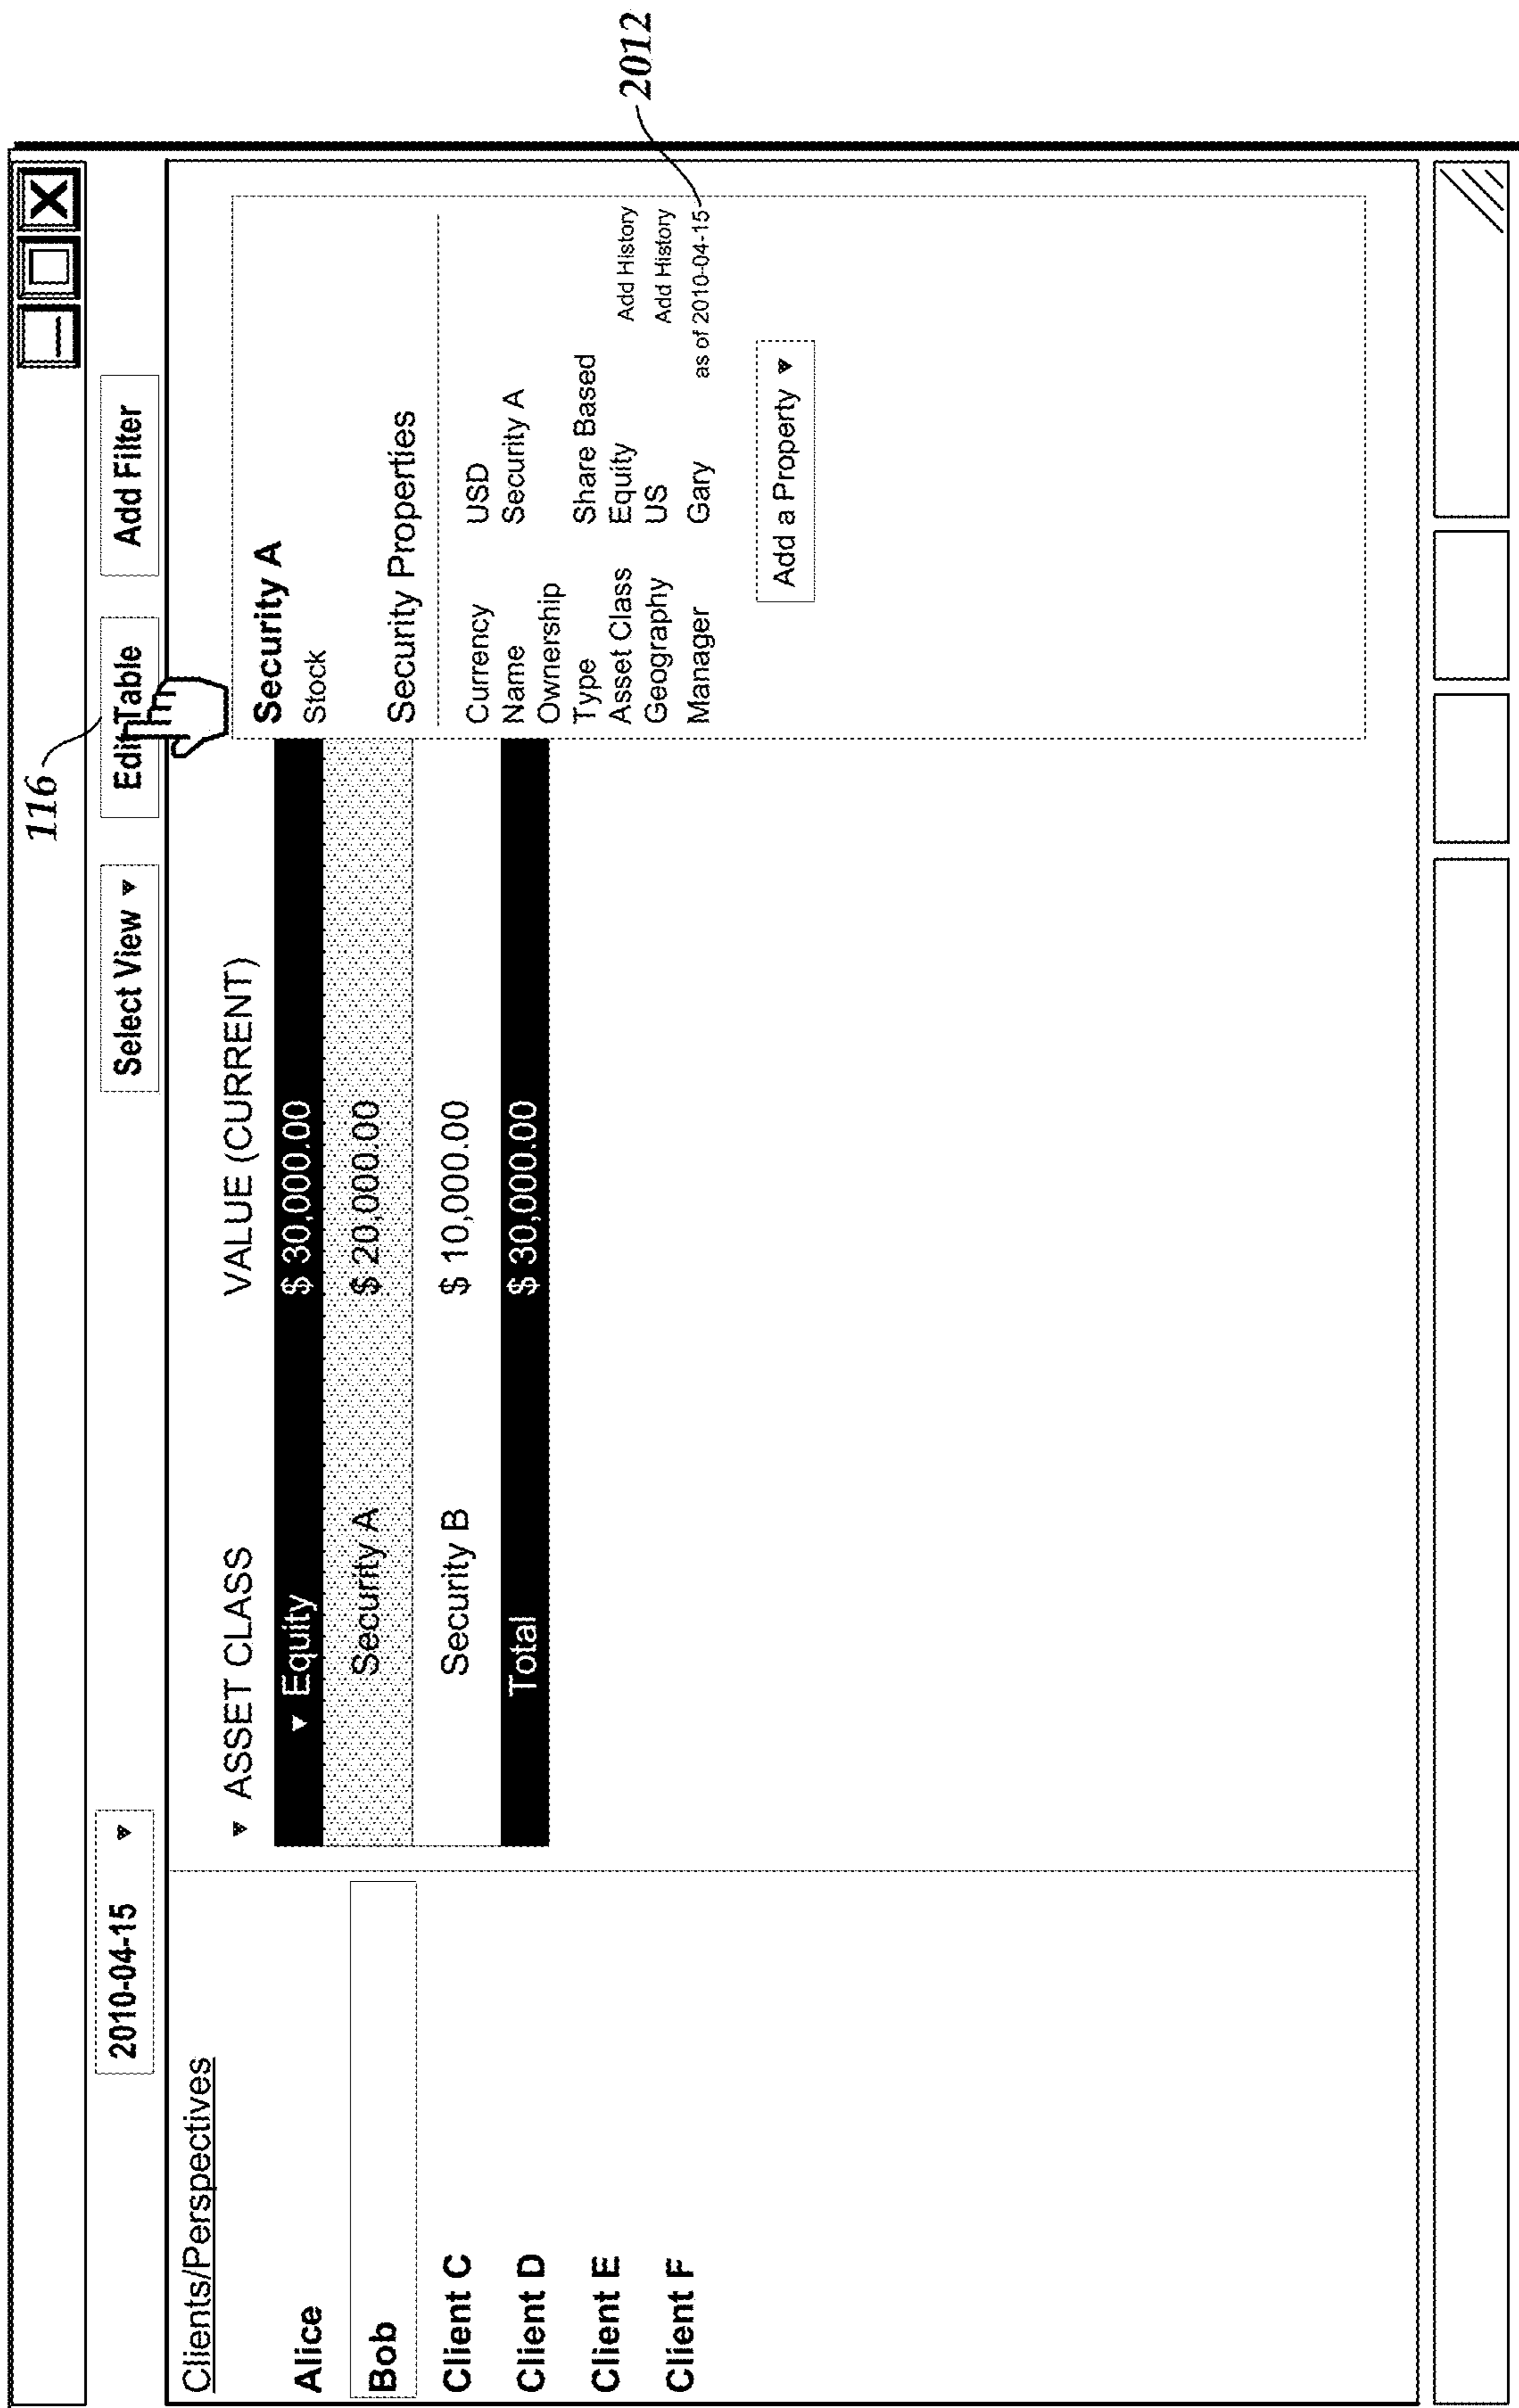 116
2010-04-15 ▼
Select View ▼
Edit Table
Add Filter
Clients/Perspectives
Alice
Bob
Client C
Client D
Client E
Client F
▼ ASSET CLASS VALUE (CURRENT)
▼ Equity $ 30,000.00
Security A $ 20,000.00
Security B $ 10,000.00
Total $ 30,000.00
Security A
Stock
Security Properties
Currency USD
Name Security A
Ownership
Type Share Based
Asset Class Equity Add History
Geography US Add History
Manager Gary as of 2010-04-15
Add a Property ▼
2012